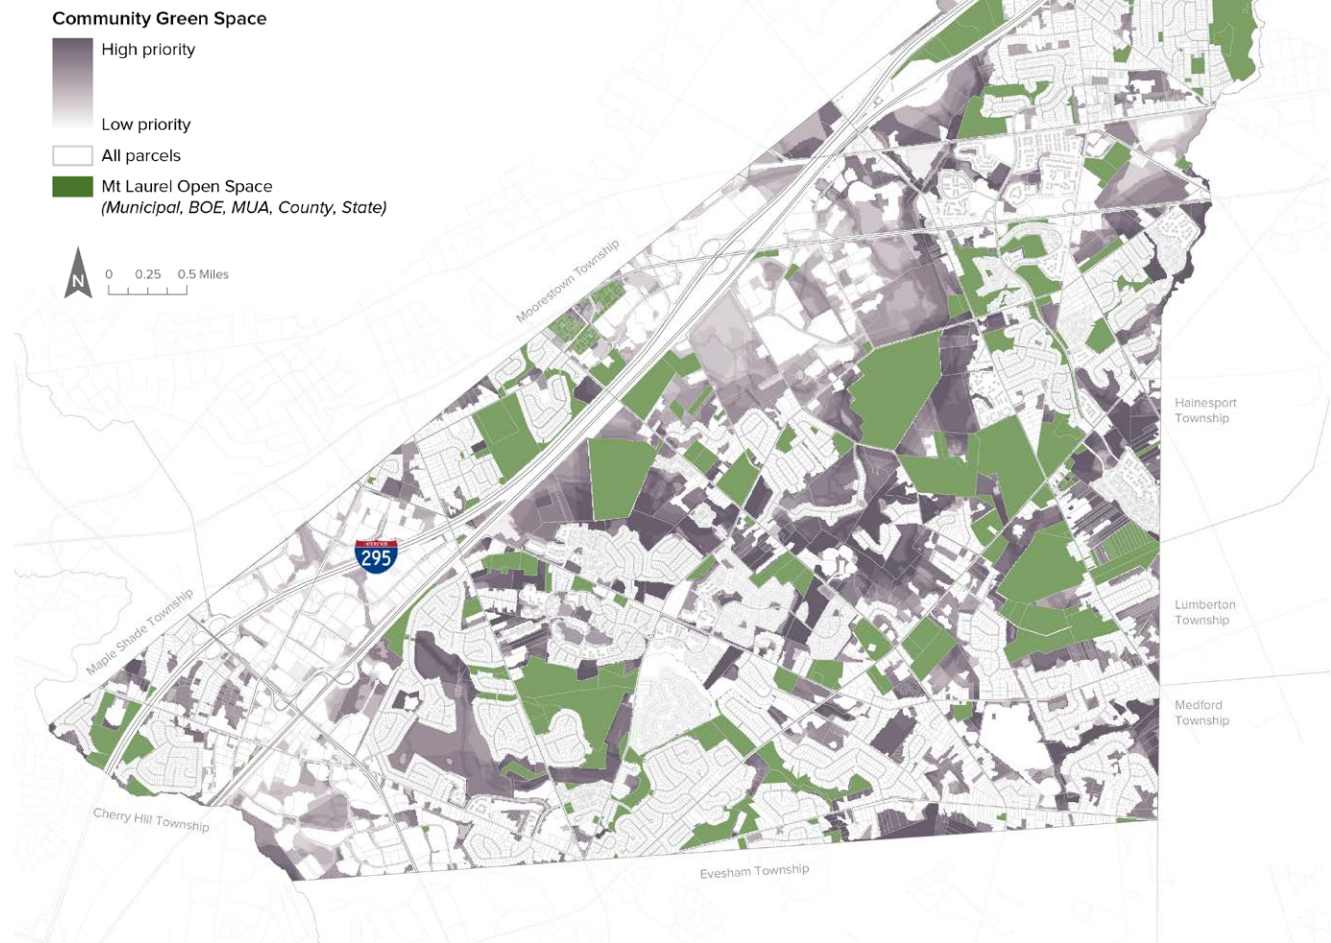 Community Green Space
High priority
Low priority
All parcels
Mt Laurel Open Space
(Municipal, BOE, MUA, County, State)
N
0 0.25 0.5 Miles
Moorestown Township
295
Maple Shade Township
Cherry Hill Township
Evesham Township
Hainesport
Township
Lumberton
Township
Medford
Township